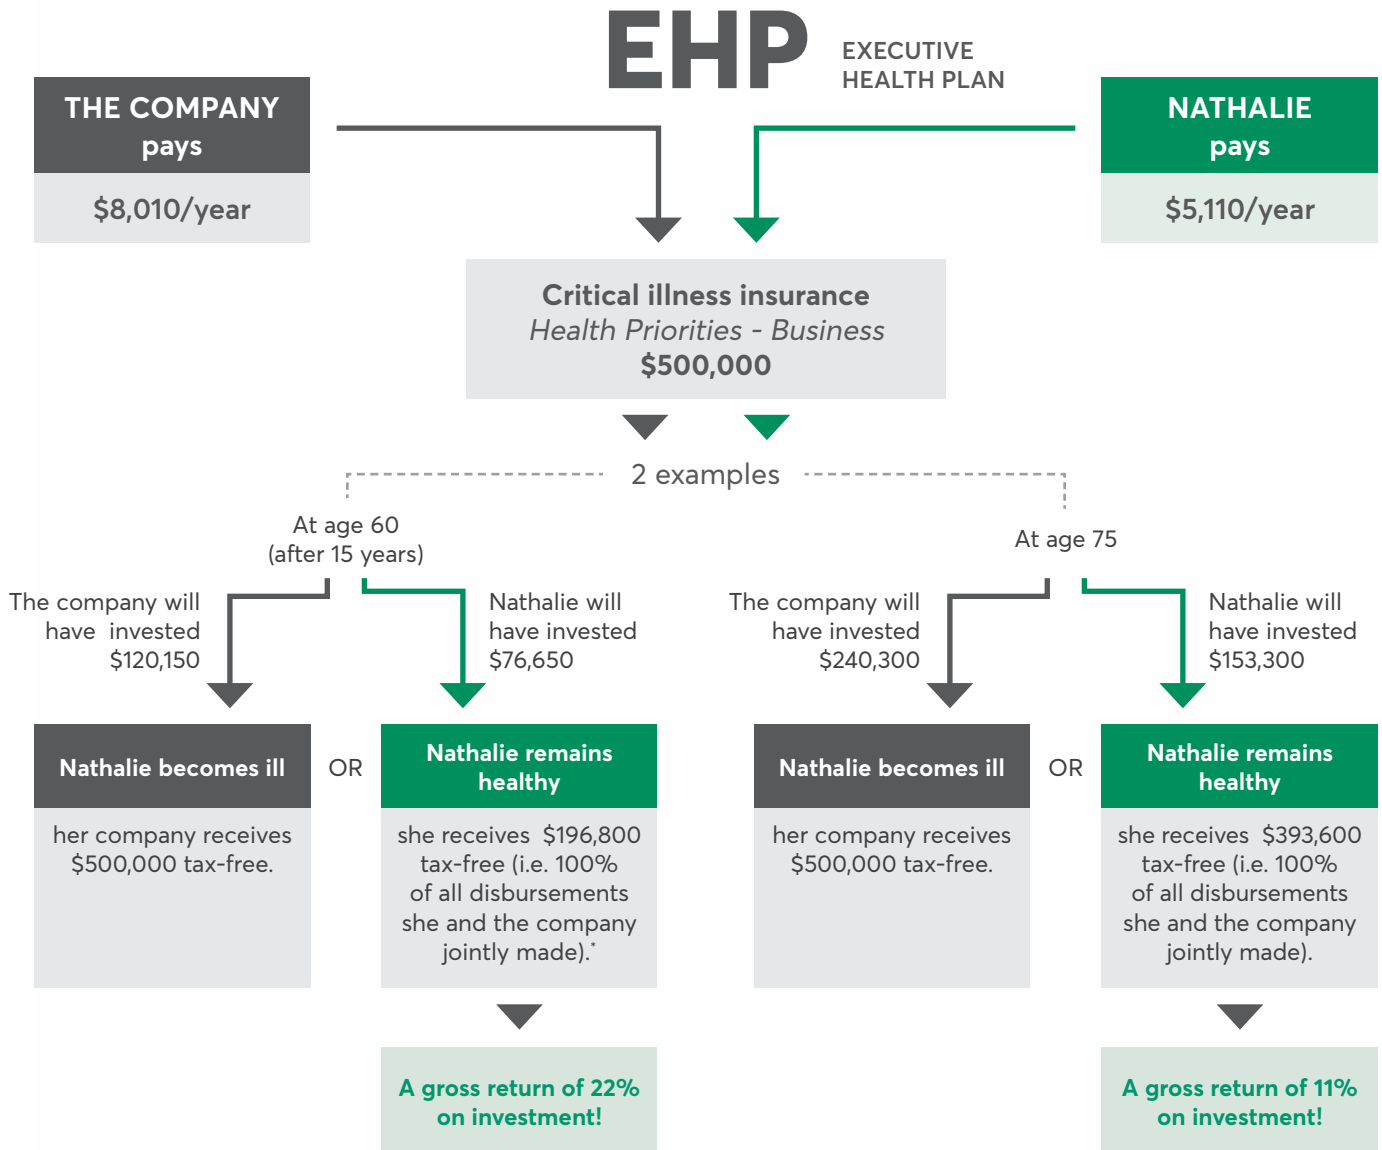 EHP
EXECUTIVE
HEALTH PLAN
THE COMPANY
pays
$8,010/year
NATHALIE
pays
$5,110/year
Critical illness insurance
Health Priorities - Business
$500,000
2 examples
At age 60
(after 15 years)
The company will
have invested
$120,150
Nathalie will
have invested
$76,650
Nathalie becomes ill
her company receives
$500,000 tax-free.
OR
Nathalie remains
healthy
she receives $196,800
tax-free (i.e. 100%
of all disbursements
she and the company
jointly made).*
A gross return of 22%
on investment!
At age 75
The company will
have invested
$240,300
Nathalie will
have invested
$153,300
Nathalie becomes ill
her company receives
$500,000 tax-free.
OR
Nathalie remains
healthy
she receives $393,600
tax-free (i.e. 100%
of all disbursements
she and the company
jointly made).
A gross return of 11%
on investment!